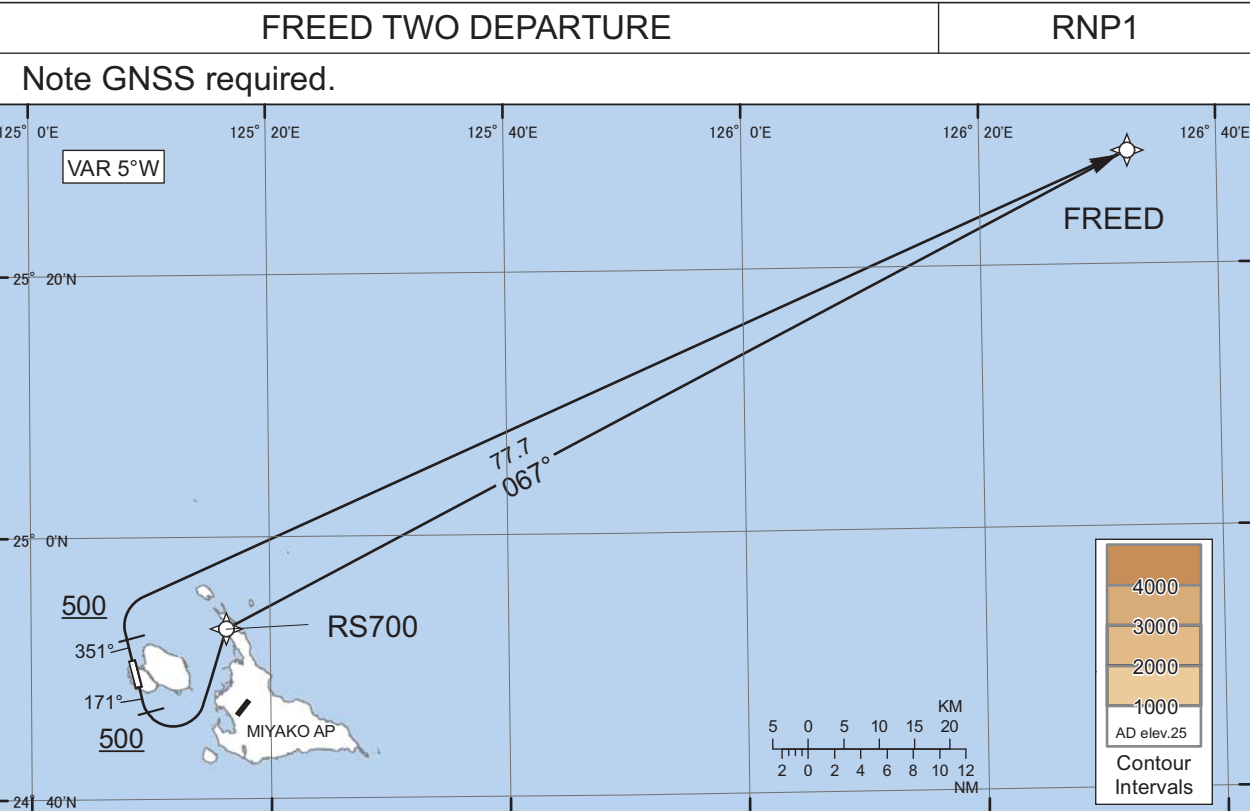 FREED TWO DEPARTURE
RNP1
Note GNSS required.
125° 0'E
125° 20'E
125° 40'E
126° 0'E
126° 20'E
126° 40'E
VAR 5°W
FREED
25° 20'N
77.7
067°
25° 0'N
500
RS700
351°
171°
500
MIYAKO AP
4000
3000
2000
1000
AD elev.25
Contour
Intervals
KM
5 0 5 10 15 20
2 0 2 4 6 8 10 12
NM
24° 40'N